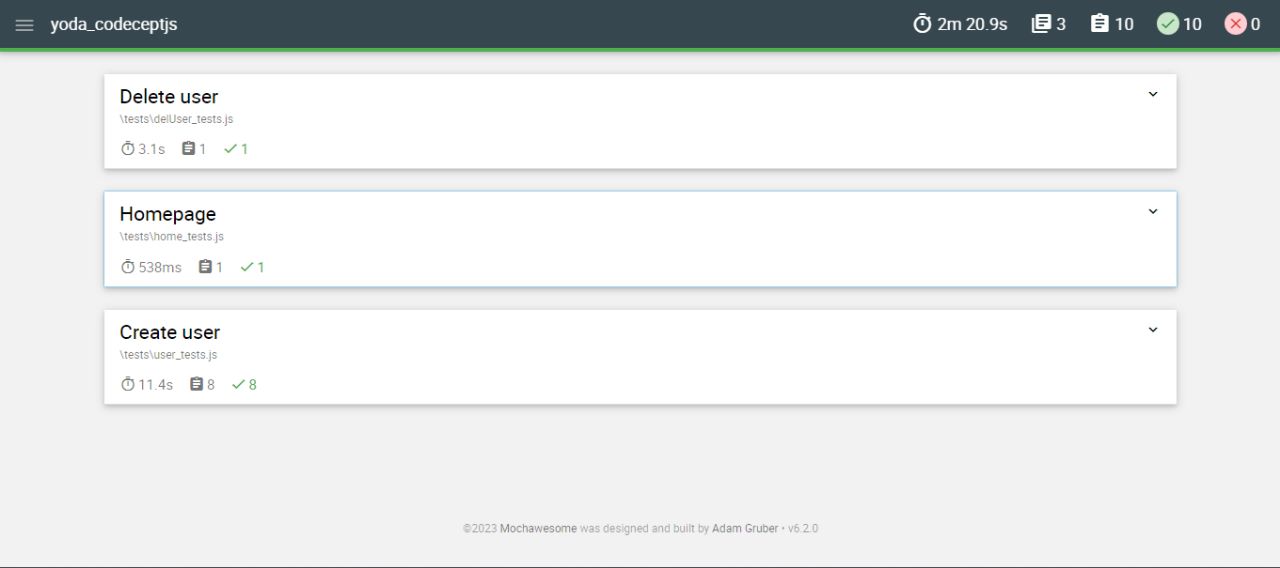 yoda_codeceptjs 2m 20.9s 3 10 10 0
Delete user
\tests\delUser_tests.js
3.1s 1 1
Homepage
\tests\home_tests.js
538ms 1 1
Create user
\tests\user_tests.js
11.4s 8 8
©2023 Mochawesome was designed and built by Adam Gruber • v6.2.0